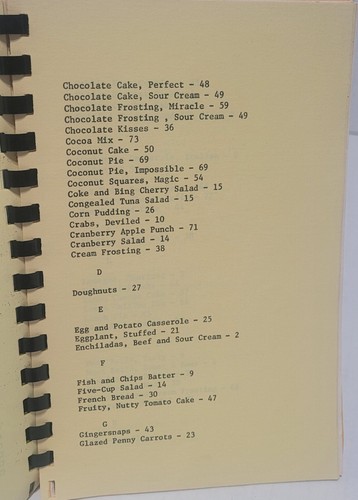 Chocolate Cake, Perfect - 48
Chocolate Cake, Sour Cream - 49
Chocolate Frosting, Miracle - 59
Chocolate Frosting , Sour Cream - 49
Chocolate Kisses - 36
Cocoa Mix - 73
Coconut Cake - 50
Coconut Pie - 69
Coconut Pie, Impossible - 69
Coconut Squares, Magic - 54
Coke and Bing Cherry Salad - 15
Congealed Tuna Salad - 15
Corn Pudding - 26
Crabs, Deviled - 10
Cranberry Apple Punch - 71
Cranberry Salad - 14
Cream Frosting - 38
D
Doughnuts - 27
E
Egg and Potato Casserole - 25
Eggplant, Stuffed - 21
Enchiladas, Beef and Sour Cream - 2
F
Fish and Chips Batter - 9
Five-Cup Salad - 14
French Bread - 30
Fruity, Nutty Tomato Cake - 47
G
Gingersnaps - 43
Glazed Penny Carrots - 23